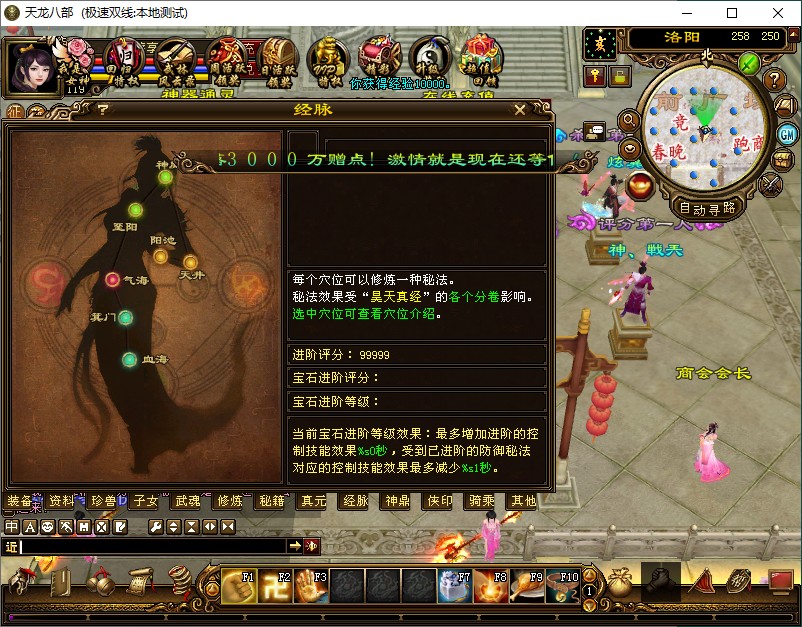 天龙八部 (极速双线:本地测试)
洛阳 258 250
北
119
你获得经验10000。
神器通灵
经脉
3000万赠点！激情就是现在还等
GM
春晚
自动寻路
评分第一人
神、戦天
商会会长
至阳
阳池
天井
气海
箕门
血海
每个穴位可以修炼一种秘法。
秘法效果受“昊天真经”的各个分卷影响。
选中穴位可查看穴位介绍。
进阶评分：99999
宝石进阶评分：
宝石进阶等级：
当前宝石进阶等级效果：最多增加进阶的控
制技能效果%s0秒，受到已进阶的防御秘法
对应的控制技能效果最多减少%s1秒。
装备 资料 珍兽 子女 武魂 修炼 秘籍 真元 经脉 神鼎 侠印 骑乘 其他
中 A
近
F1 F2 F3 F7 F8 F9 F10
1